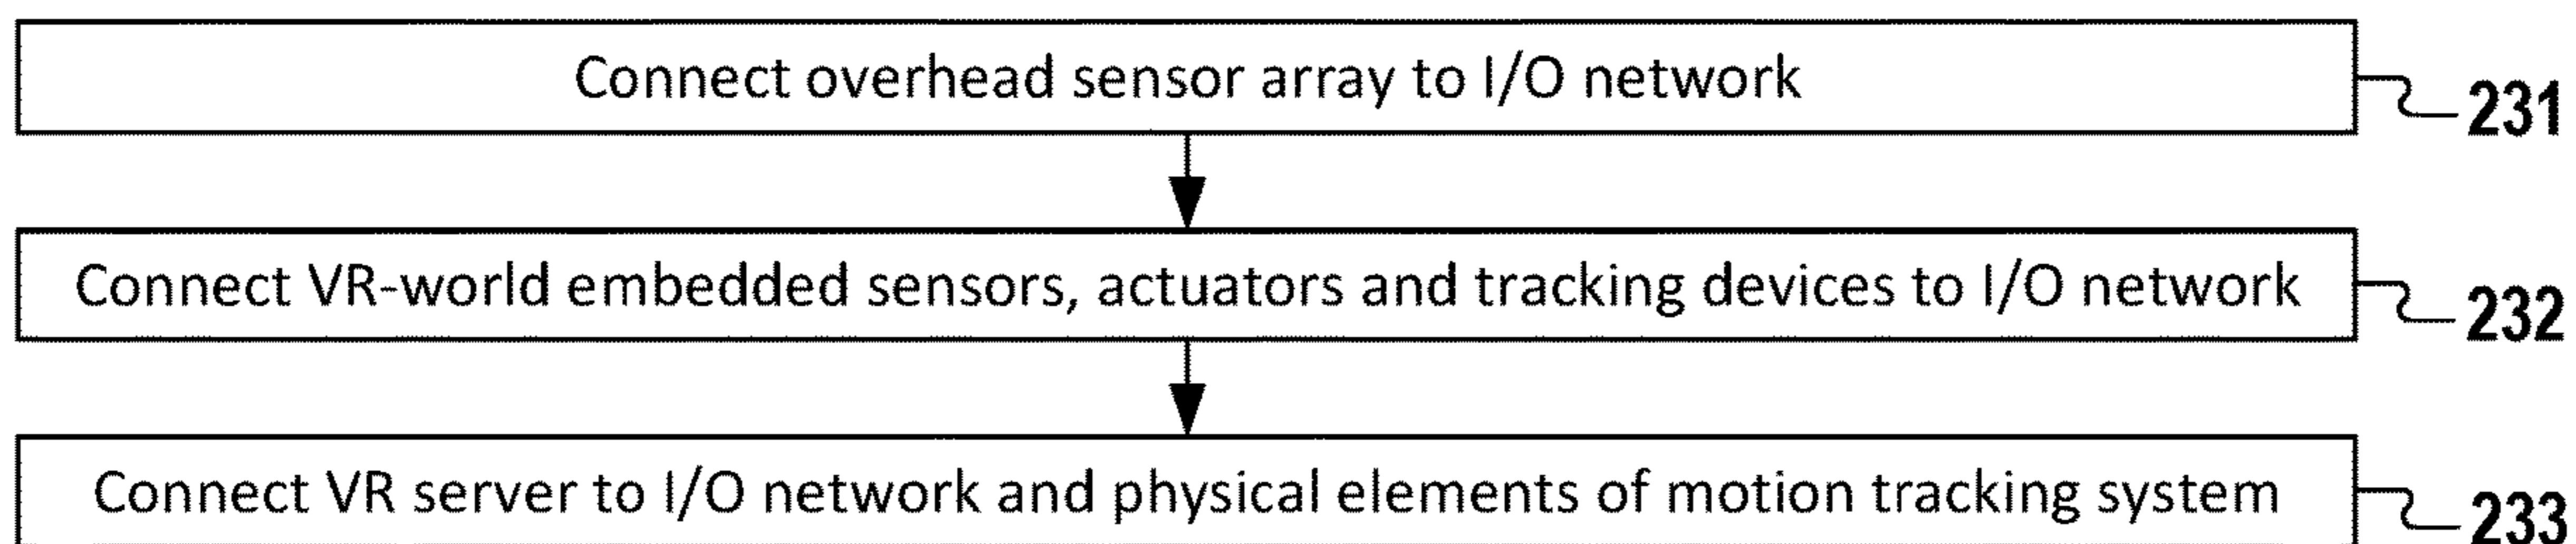 Connect overhead sensor array to I/O network
231
Connect VR-world embedded sensors, actuators and tracking devices to I/O network
232
Connect VR server to I/O network and physical elements of motion tracking system
233